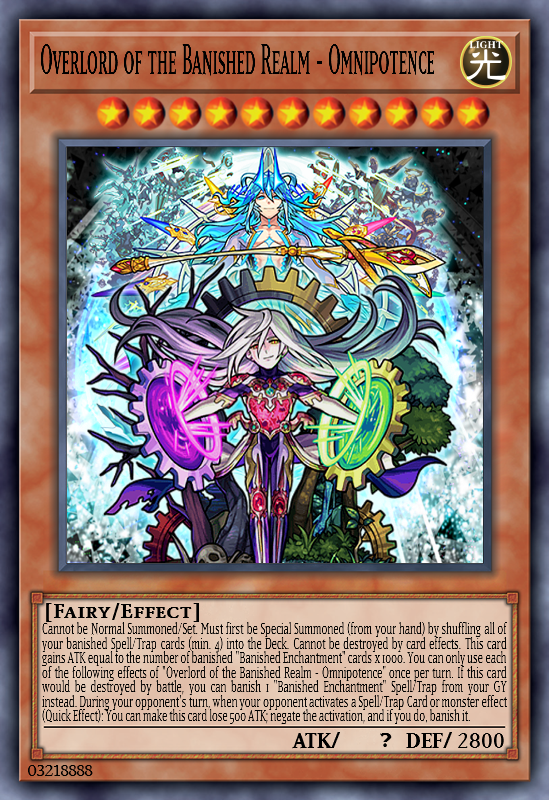 Overlord of the Banished Realm - Omnipotence
LIGHT
光
[Fairy/Effect]
Cannot be Normal Summoned/Set. Must first be Special Summoned (from your hand) by shuffling all of
your banished Spell/Trap cards (min. 4) into the Deck. Cannot be destroyed by card effects. This card
gains ATK equal to the number of banished "Banished Enchantment" cards x 1000. You can only use each
of the following effects of "Overlord of the Banished Realm - Omnipotence" once per turn. If this card
would be destroyed by battle, you can banish 1 "Banished Enchantment" Spell/Trap from your GY
instead. During your opponent's turn, when your opponent activates a Spell/Trap Card or monster effect
(Quick Effect): You can make this card lose 500 ATK; negate the activation, and if you do, banish it.
ATK/ ? DEF/ 2800
03218888